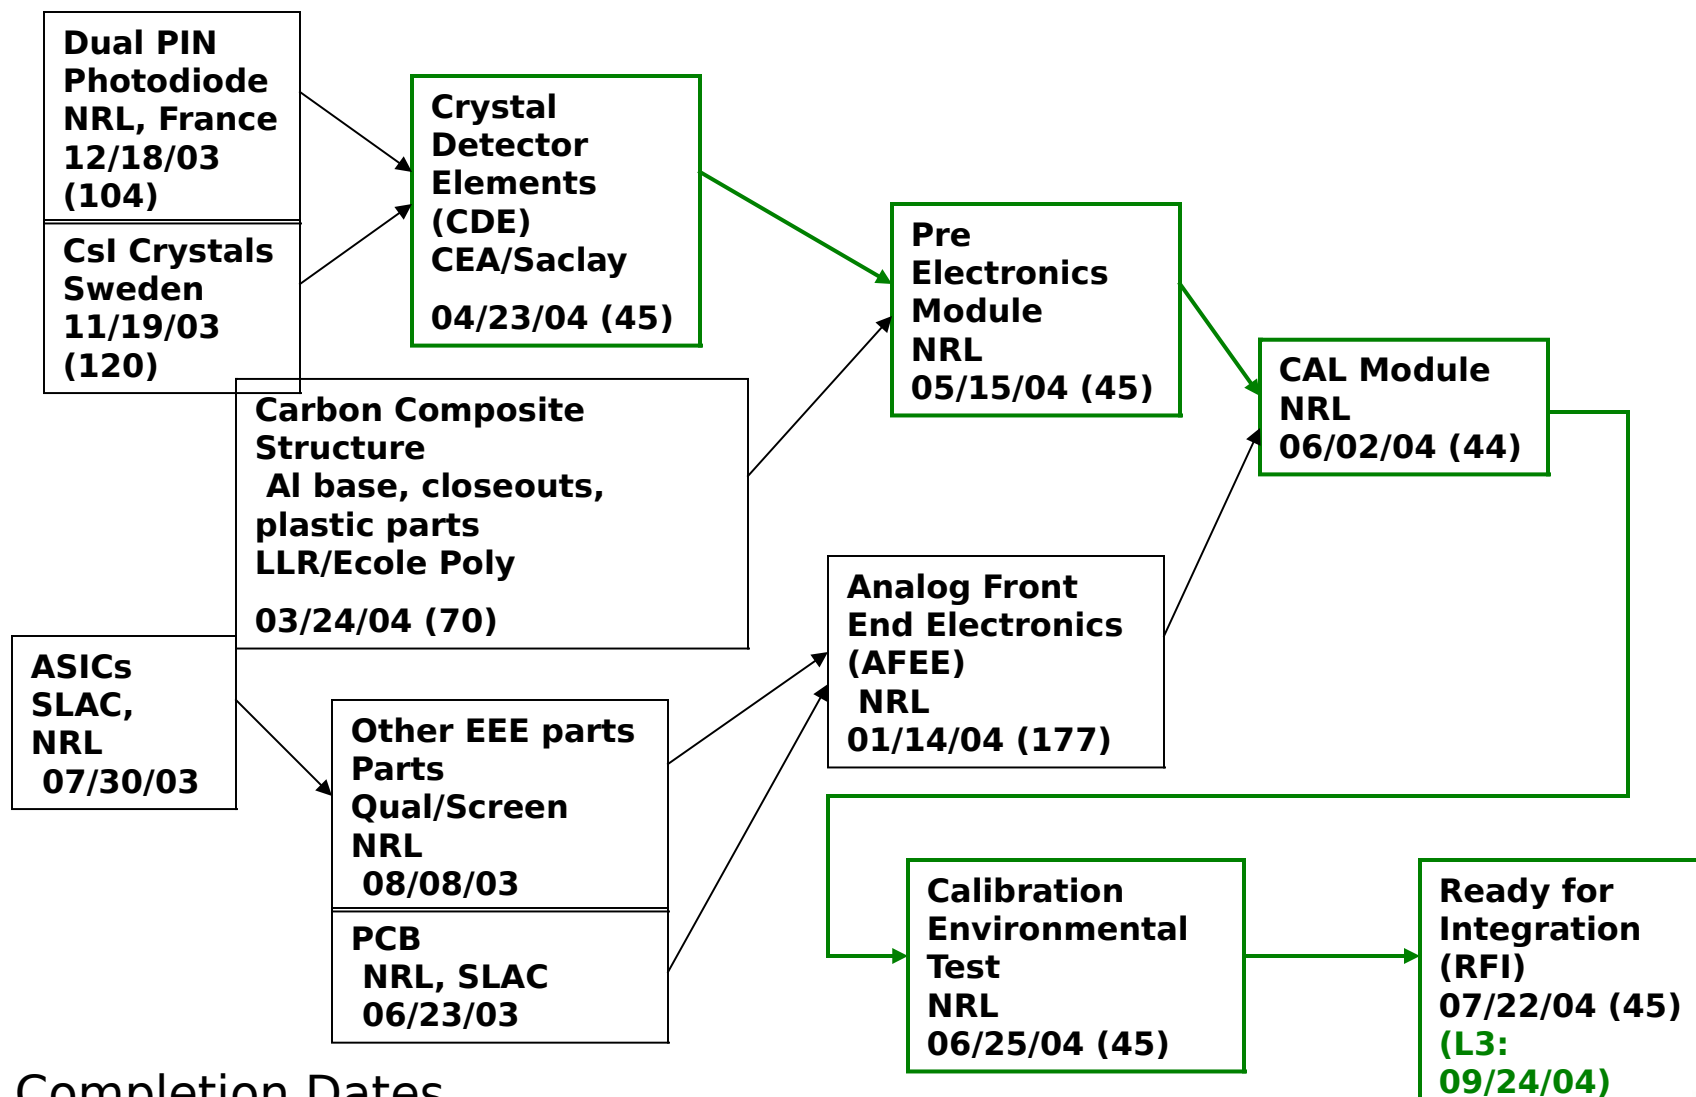 Dual PIN
Photodiode
NRL, France
12/18/03
(104)
CsI Crystals
Sweden
11/19/03
(120)
Crystal
Detector
Elements
(CDE)
CEA/Saclay
04/23/04 (45)
Pre
Electronics
Module
NRL
05/15/04 (45)
CAL Module
NRL
06/02/04 (44)
Carbon Composite
Structure
Al base, closeouts,
plastic parts
LLR/Ecole Poly
03/24/04 (70)
Analog Front
End Electronics
(AFEE)
NRL
01/14/04 (177)
ASICs
SLAC,
NRL
07/30/03
Other EEE parts
Parts
Qual/Screen
NRL
08/08/03
PCB
NRL, SLAC
06/23/03
Calibration
Environmental
Test
NRL
06/25/04 (45)
Ready for
Integration
(RFI)
07/22/04 (45)
(L3:
09/24/04)
Completion Dates